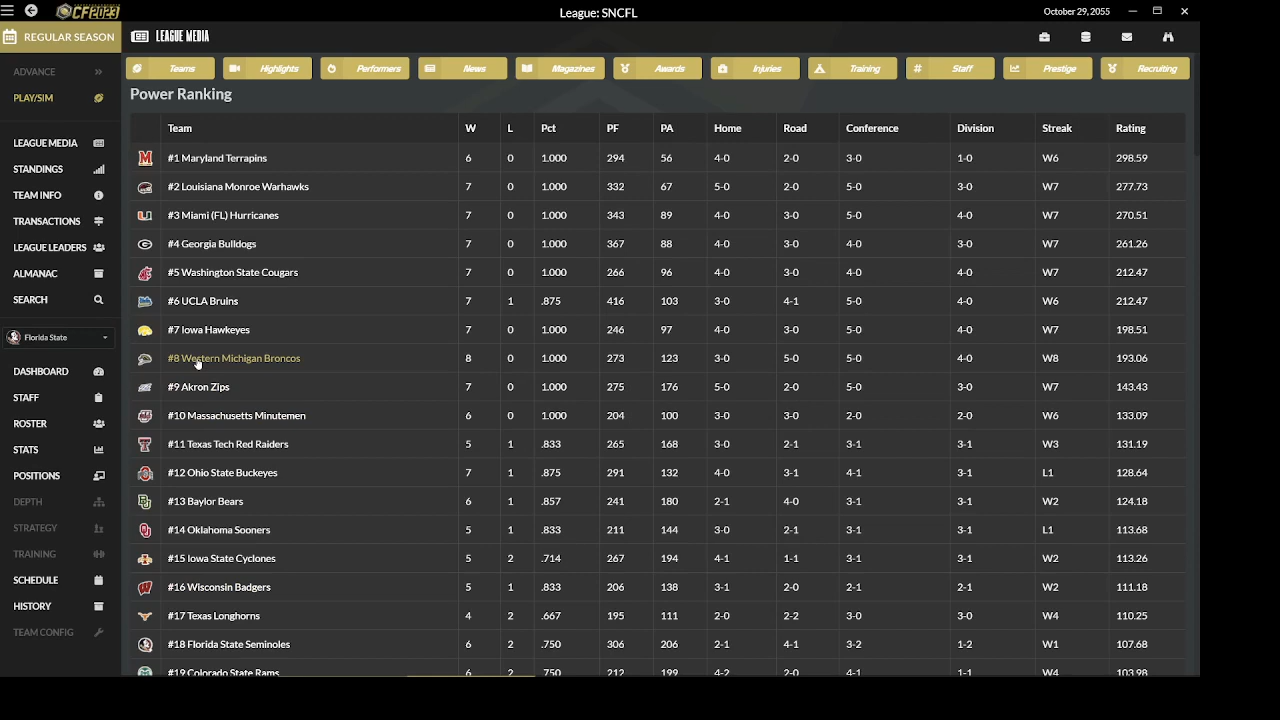 CF2023
League: SNCFL
October 29, 2055
REGULAR SEASON
LEAGUE MEDIA
ADVANCE
PLAY/SIM
LEAGUE MEDIA
STANDINGS
TEAM INFO
TRANSACTIONS
LEAGUE LEADERS
ALMANAC
SEARCH
Florida State
DASHBOARD
STAFF
ROSTER
STATS
POSITIONS
DEPTH
STRATEGY
TRAINING
SCHEDULE
HISTORY
TEAM CONFIG
Teams Highlights Performers News Magazines Awards Injuries Training Staff Prestige Recruiting
Power Ranking
Team W L Pct PF PA Home Road Conference Division Streak Rating
#1 Maryland Terrapins 6 0 1.000 294 56 4-0 2-0 3-0 1-0 W6 298.59
#2 Louisiana Monroe Warhawks 7 0 1.000 332 67 5-0 2-0 5-0 3-0 W7 277.73
#3 Miami (FL) Hurricanes 7 0 1.000 343 89 4-0 3-0 5-0 4-0 W7 270.51
#4 Georgia Bulldogs 7 0 1.000 367 88 4-0 3-0 4-0 3-0 W7 261.26
#5 Washington State Cougars 7 0 1.000 266 96 4-0 3-0 4-0 4-0 W7 212.47
#6 UCLA Bruins 7 1 .875 416 103 3-0 4-1 5-0 4-0 W6 212.47
#7 Iowa Hawkeyes 7 0 1.000 246 97 4-0 3-0 5-0 4-0 W7 198.51
#8 Western Michigan Broncos 8 0 1.000 273 123 3-0 5-0 5-0 4-0 W8 193.06
#9 Akron Zips 7 0 1.000 275 176 5-0 2-0 5-0 3-0 W7 143.43
#10 Massachusetts Minutemen 6 0 1.000 204 100 3-0 3-0 2-0 2-0 W6 133.09
#11 Texas Tech Red Raiders 5 1 .833 265 168 3-0 2-1 3-1 3-1 W3 131.19
#12 Ohio State Buckeyes 7 1 .875 291 132 4-0 3-1 4-1 3-1 L1 128.64
#13 Baylor Bears 6 1 .857 241 180 2-1 4-0 3-1 3-1 W2 124.18
#14 Oklahoma Sooners 5 1 .833 211 144 3-0 2-1 3-1 3-1 L1 113.68
#15 Iowa State Cyclones 5 2 .714 267 194 4-1 1-1 3-1 3-1 W2 113.26
#16 Wisconsin Badgers 5 1 .833 206 138 3-1 2-0 2-1 2-1 W2 111.18
#17 Texas Longhorns 4 2 .667 195 111 2-0 2-2 3-0 3-0 W4 110.25
#18 Florida State Seminoles 6 2 .750 306 206 2-1 4-1 3-2 1-2 W1 107.68
#19 Colorado State Rams 6 2 .750 212 199 4-2 2-0 4-1 1-1 W4 103.98